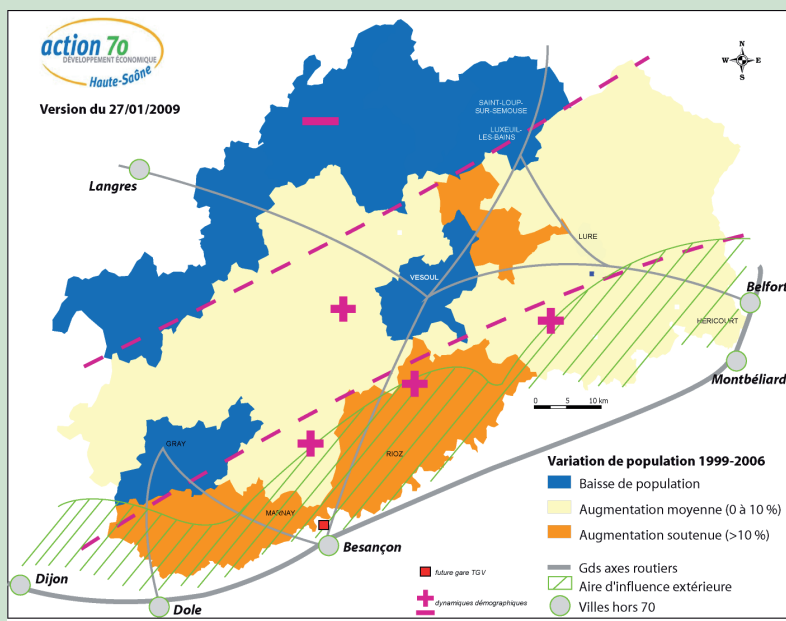 action 70
DÉVELOPPEMENT ÉCONOMIQUE
Haute-Saône
Version du 27/01/2009
N
W E
S
SAINT-LOUP-
SUR-SEMOUSE
LUXEUIL-
LES-BAINS
Langres
LURE
VESOUL
Belfort
HÉRICOURT
Montbéliard
0 5 10 km
GRAY
RIOZ
MARNAY
Besançon
Dijon
Dole
Variation de population 1999-2006
Baisse de population
Augmentation moyenne (0 à 10 %)
Augmentation soutenue (>10 %)
Gds axes routiers
Aire d'influence extérieure
Villes hors 70
future gare TGV
dynamiques démographiques